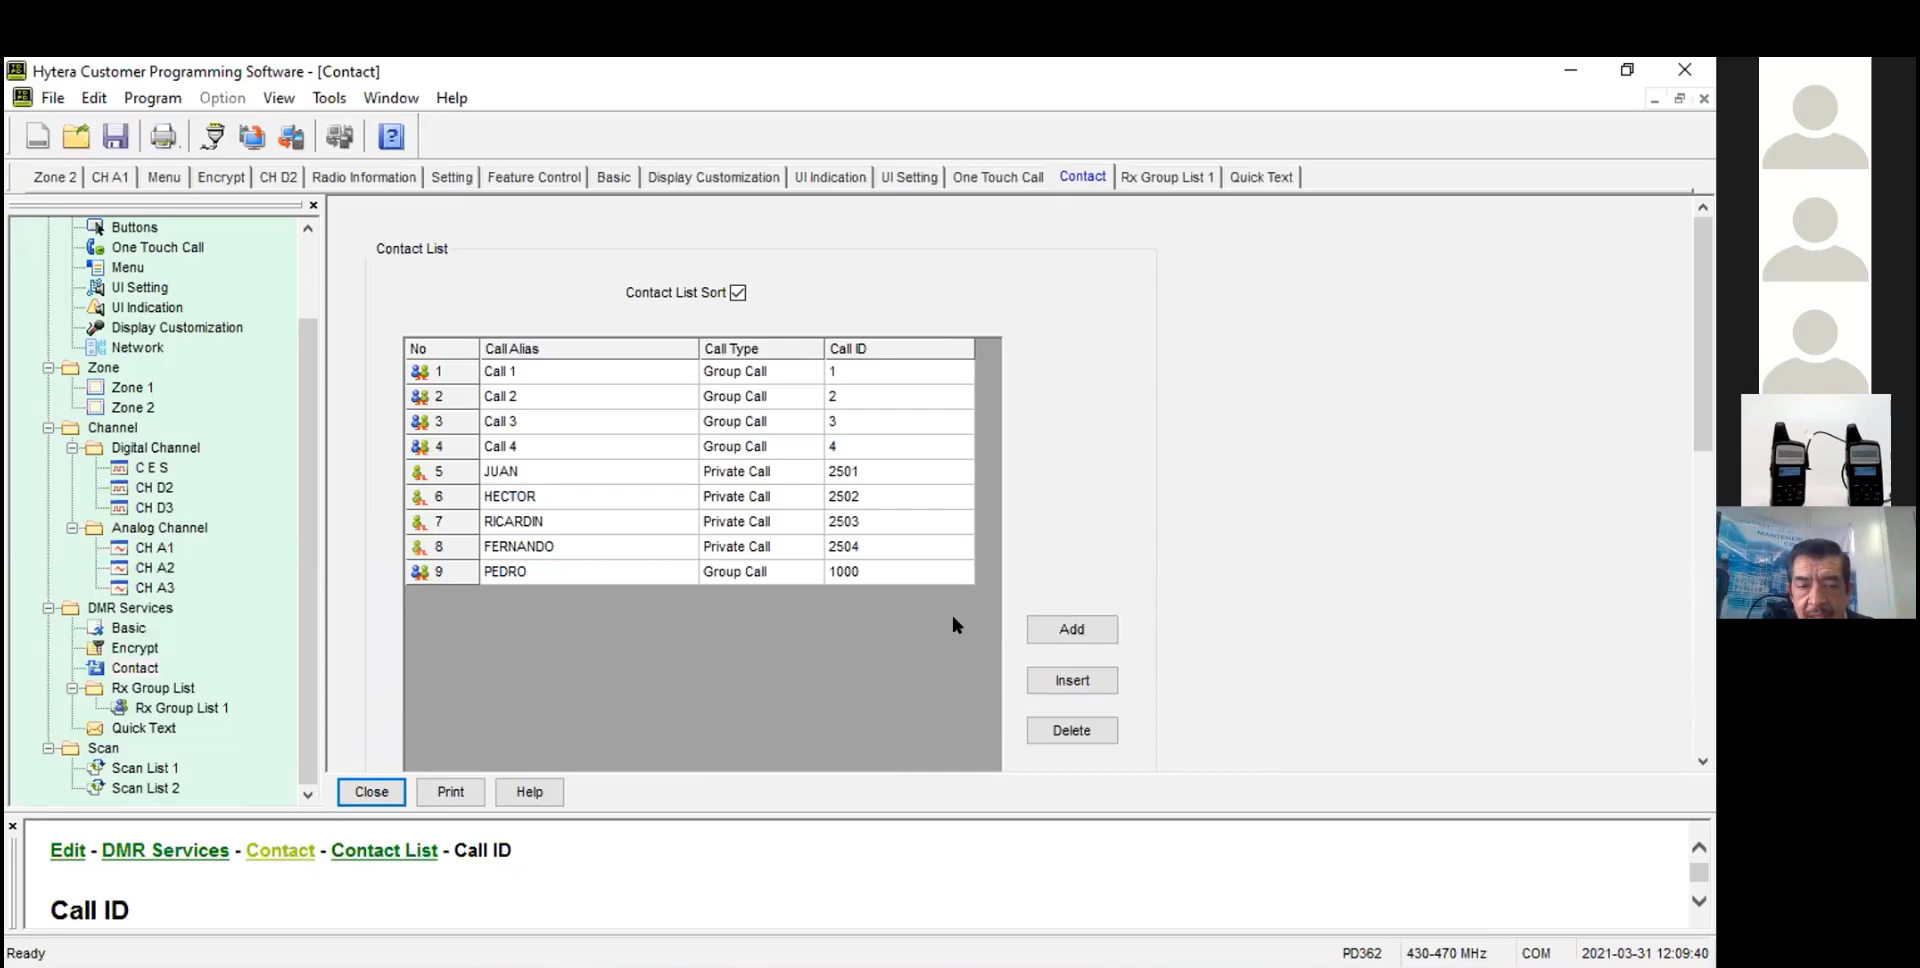 Hytera Customer Programming Software - [Contact]
File Edit Program Option View Tools Window Help
Zone 2 CH A1 Menu Encrypt CH D2 Radio Information Setting Feature Control Basic Display Customization UI Indication UI Setting One Touch Call Contact Rx Group List 1 Quick Text
Buttons
One Touch Call
Menu
UI Setting
UI Indication
Display Customization
Network
Zone
Zone 1
Zone 2
Channel
Digital Channel
C E S
CH D2
CH D3
Analog Channel
CH A1
CH A2
CH A3
DMR Services
Basic
Encrypt
Contact
Rx Group List
Rx Group List 1
Quick Text
Scan
Scan List 1
Scan List 2
Contact List
Contact List Sort
No Call Alias Call Type Call ID
1 Call 1 Group Call 1
2 Call 2 Group Call 2
3 Call 3 Group Call 3
4 Call 4 Group Call 4
5 JUAN Private Call 2501
6 HECTOR Private Call 2502
7 RICARDIN Private Call 2503
8 FERNANDO Private Call 2504
9 PEDRO Group Call 1000
Add
Insert
Delete
Close Print Help
Edit - DMR Services - Contact - Contact List - Call ID
Call ID
Ready PD362 430-470 MHz COM 2021-03-31 12:09:40